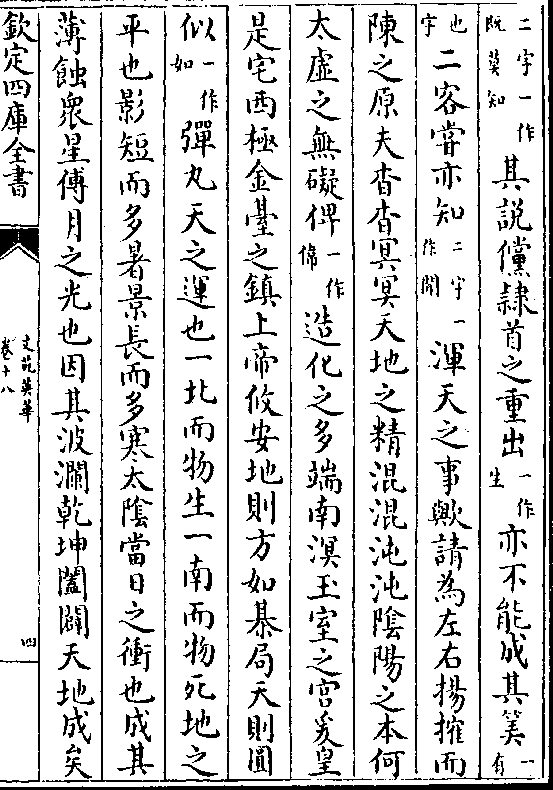 二字一作既莫知其説儻隷首之重出一作生亦不能成其筭一有
也字二客嘗亦知二字一作聞渾天之事歟請為左右揚搉而
陳之原夫杳杳冥冥天地之精混混沌沌隂陽之本何
太虛之無礙俾一作偹造化之多端南溟玉室之宫爰皇
是宅西極金臺之鎮上帝攸安地則方如棊局天則圓
似一作如彈丸天之運也一北而物生一南而物死地之
平也影短而多暑景長而多寒太隂當日之衝也成其
薄蝕衆星傅月之光也因其波瀾乾坤闔闢天地成矣
欽定四庫全書
文苑英華
卷十八
四